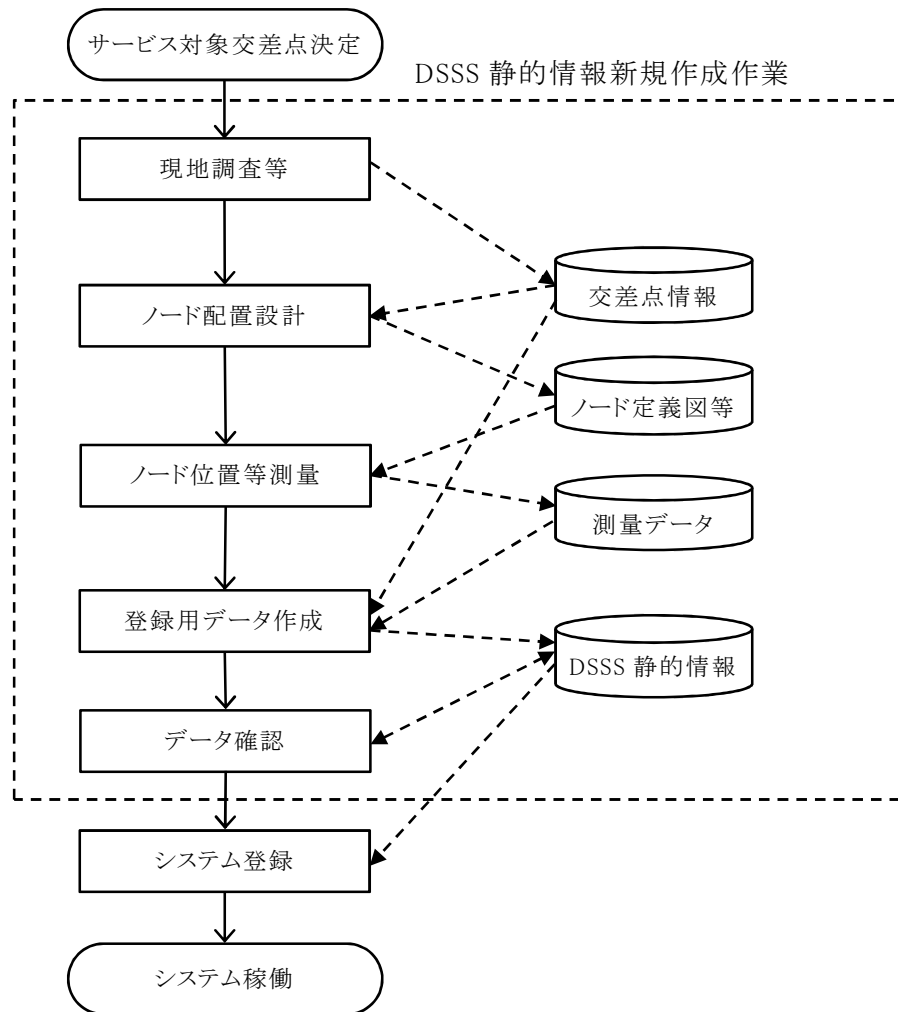 サービス対象交差点決定
DSSS 静的情報新規作成作業
現地調査等
交差点情報
ノード配置設計
ノード定義図等
ノード位置等測量
測量データ
登録用データ作成
DSSS 静的情報
データ確認
システム登録
システム稼働